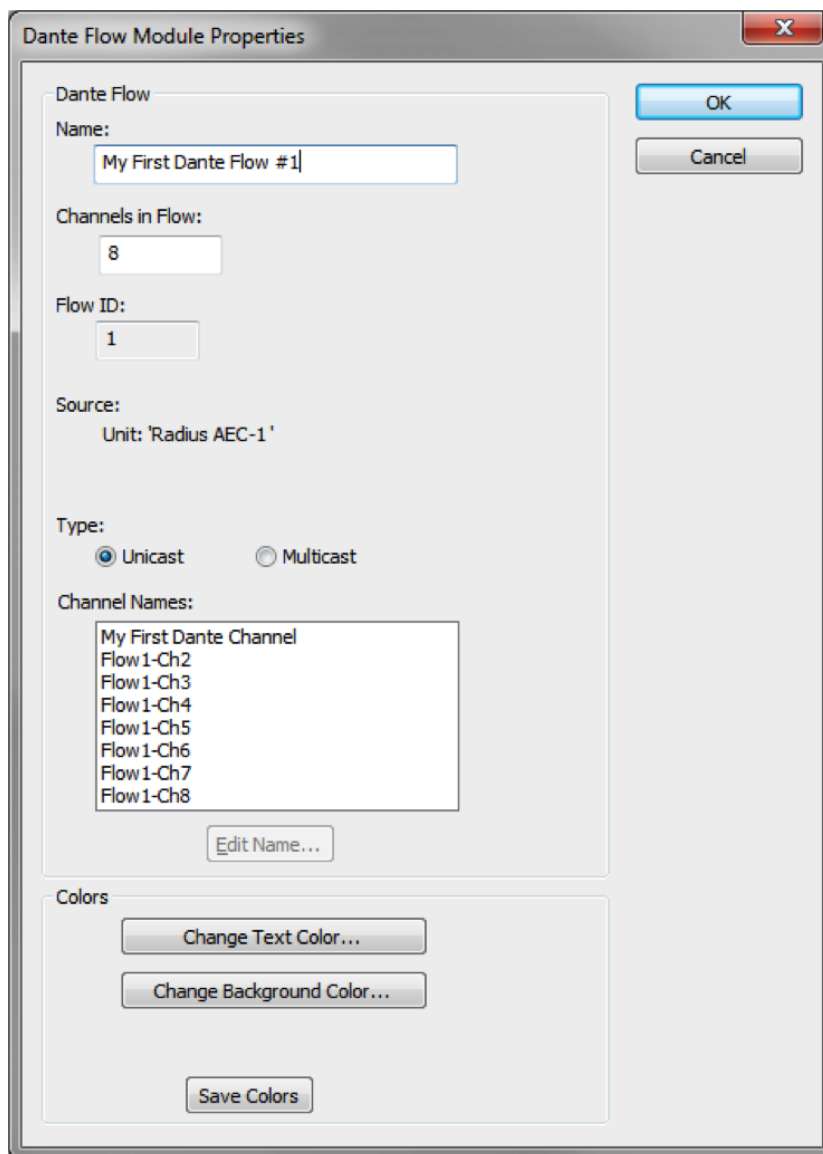 Dante Flow Module Properties
Dante Flow
Name:
My First Dante Flow #1
Channels in Flow:
8
Flow ID:
1
Source:
Unit: 'Radius AEC-1 '
Type:
Unicast Multicast
Channel Names:
My First Dante Channel
Flow1-Ch2
Flow1-Ch3
Flow1-Ch4
Flow1-Ch5
Flow1-Ch6
Flow1-Ch7
Flow1-Ch8
Edit Name...
Colors
Change Text Color...
Change Background Color...
Save Colors
OK
Cancel